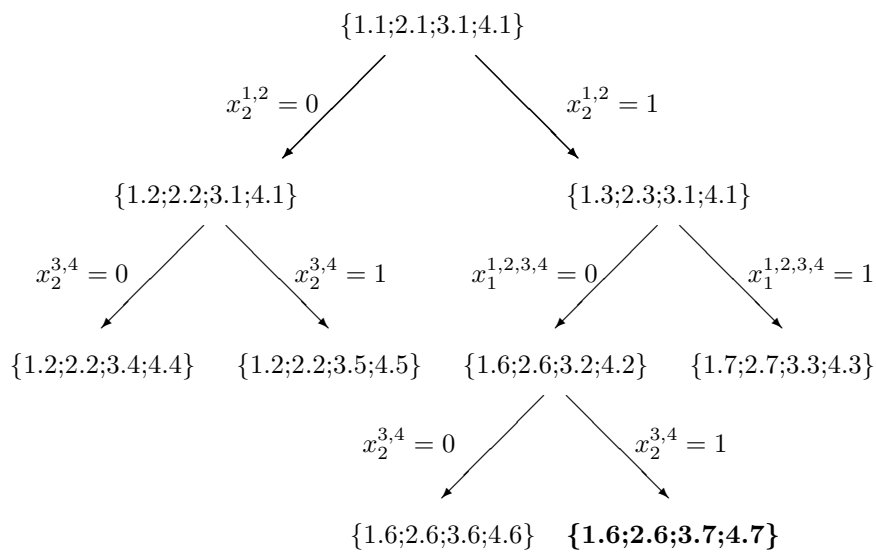 {1.1;2.1;3.1;4.1}
x_2^{1,2} = 0 x_2^{1,2} = 1
{1.2;2.2;3.1;4.1} {1.3;2.3;3.1;4.1}
x_2^{3,4} = 0 x_2^{3,4} = 1 x_1^{1,2,3,4} = 0 x_1^{1,2,3,4} = 1
{1.2;2.2;3.4;4.4} {1.2;2.2;3.5;4.5} {1.6;2.6;3.2;4.2} {1.7;2.7;3.3;4.3}
x_2^{3,4} = 0 x_2^{3,4} = 1
{1.6;2.6;3.6;4.6} {1.6;2.6;3.7;4.7}